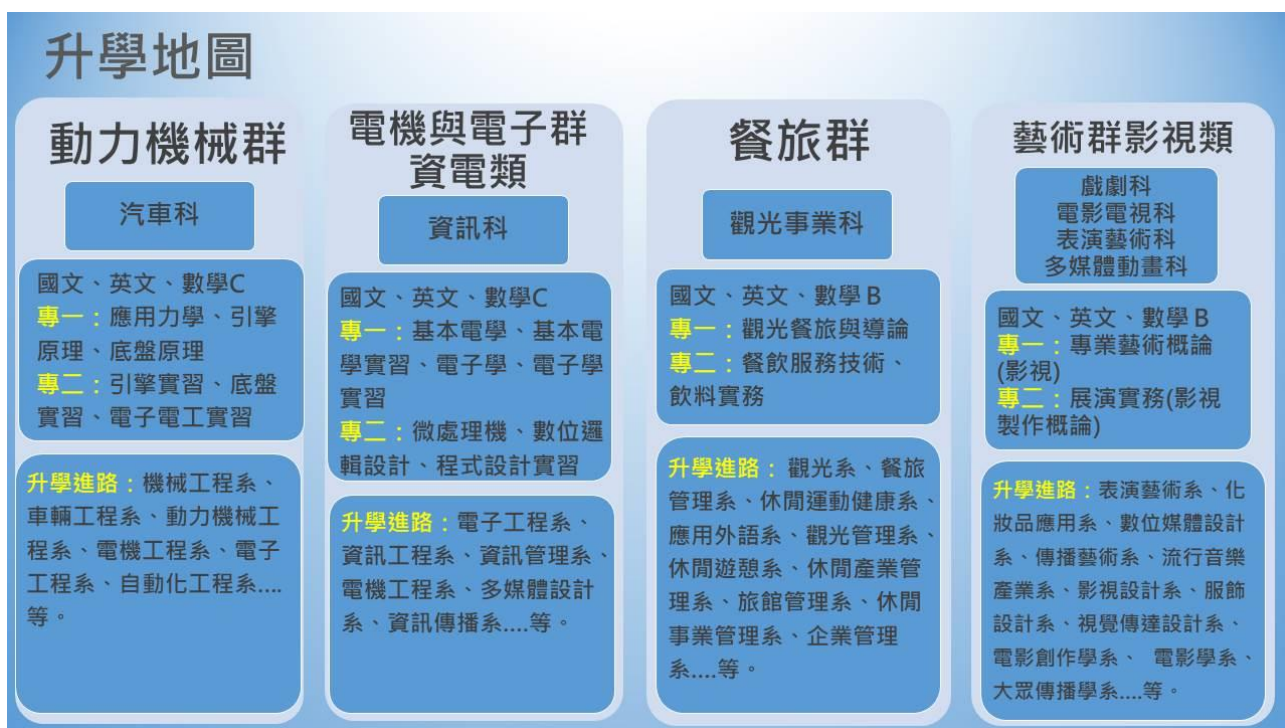 升學地圖
動力機械群
汽車科
國文、英文、數學C
專一：應用力學、引擎
原理、底盤原理
專二：引擎實習、底盤
實習、電子電工實習
升學進路：機械工程系、
車輛工程系、動力機械工
程系、電機工程系、電子
工程系、自動化工程系....
等。
電機與電子群
資電類
資訊科
國文、英文、數學C
專一：基本電學、基本電
學實習、電子學、電子學
實習
專二：微處理機、數位邏
輯設計、程式設計實習
升學進路：電子工程系、
資訊工程系、資訊管理系、
電機工程系、多媒體設計
系、資訊傳播系....等。
餐旅群
觀光事業科
國文、英文、數學 B
專一：觀光餐旅與導論
專二：餐飲服務技術、
飲料實務
升學進路： 觀光系、餐旅
管理系、休閒運動健康系、
應用外語系、觀光管理系、
休閒遊憩系、休閒產業管
理系、旅館管理系、休閒
事業管理系、企業管理
系....等。
藝術群影視類
戲劇科
電影電視科
表演藝術科
多媒體動畫科
國文、英文、數學 B
專一：專業藝術概論
(影視)
專二：展演實務(影視
製作概論)
升學進路：表演藝術系、化
妝品應用系、數位媒體設計
系、傳播藝術系、流行音樂
產業系、影視設計系、服飾
設計系、視覺傳達設計系、
電影創作學系、 電影學系、
大眾傳播學系....等。